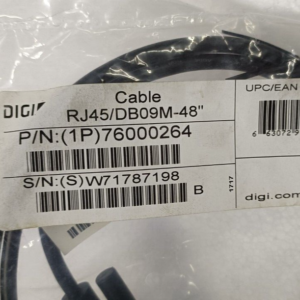 DIGI
Cable
RJ45/DB09M-48"
UPC/EAN
P/N:(1P)76000264
S/N:(S)W71787198
B
1717
digi.com